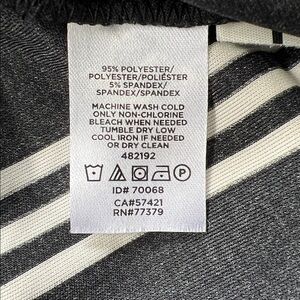 95% POLYESTER/
POLYESTER/POLIÉSTER
5% SPANDEX/
SPANDEX/SPANDEX
MACHINE WASH COLD
ONLY NON-CHLORINE
BLEACH WHEN NEEDED
TUMBLE DRY LOW
COOL IRON IF NEEDED
OR DRY CLEAN
482192
P
ID# 70068
CA#57421
RN#77379